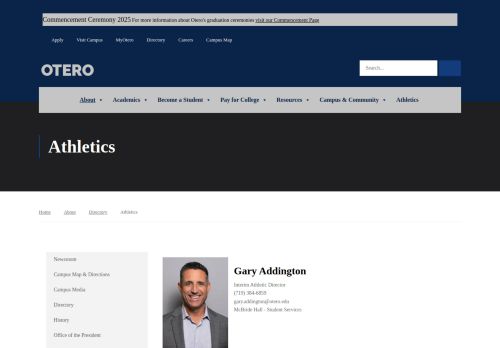 Commencement Ceremony 2025 For more information about Otero's graduation ceremonies visit our Commencement Page
Apply Visit Campus MyOtero Directory Careers Campus Map
OTERO
Search...
About Academics Become a Student Pay for College Resources Campus & Community Athletics
Athletics
Home About Directory Athletics
Newsroom
Campus Map & Directions
Campus Media
Directory
History
Office of the President
Gary Addington
Interim Athletic Director
(719) 384-6859
gary.addington@otero.edu
McBride Hall - Student Services